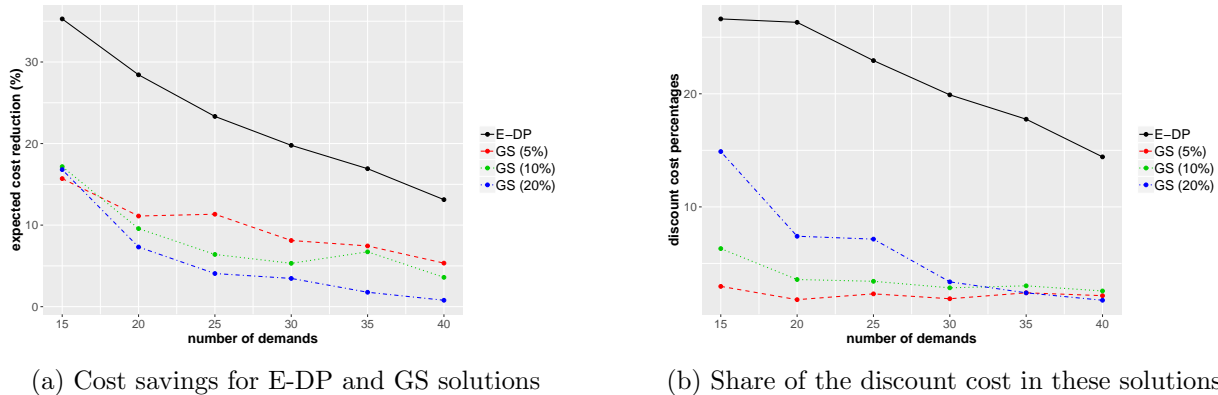 expected cost reduction (%)
30
20
10
0
15 20 25 30 35 40
number of demands
E-DP
GS (5%)
GS (10%)
GS (20%)
(a) Cost savings for E-DP and GS solutions
discount cost percentages
20
10
15 20 25 30 35 40
number of demands
E-DP
GS (5%)
GS (10%)
GS (20%)
(b) Share of the discount cost in these solutions